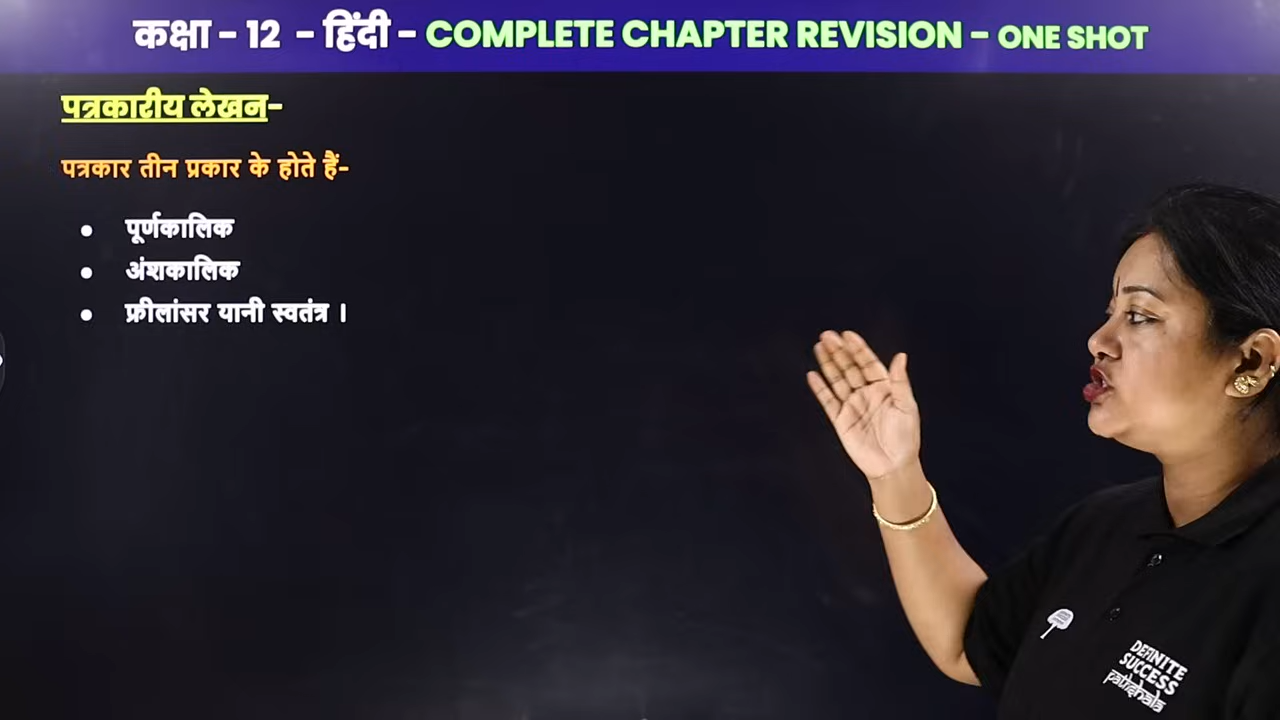 कक्षा - 12 - हिंदी - COMPLETE CHAPTER REVISION - ONE SHOT
पत्रकारीय लेखन-
पत्रकार तीन प्रकार के होते हैं-
• पूर्णकालिक
• अंशकालिक
• फ्रीलांसर यानी स्वतंत्र ।
DEFINITE
SUCCESS
pathshala